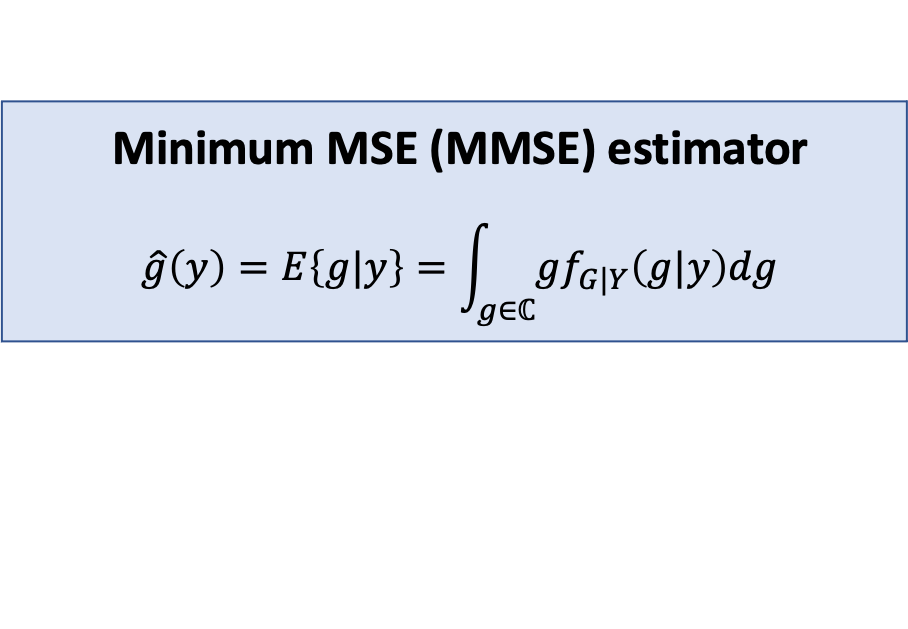 Minimum MSE (MMSE) estimator
ĝ(y) = E{g|y} = ∫_{g∈ℂ} g f_{G|Y}(g|y)dg